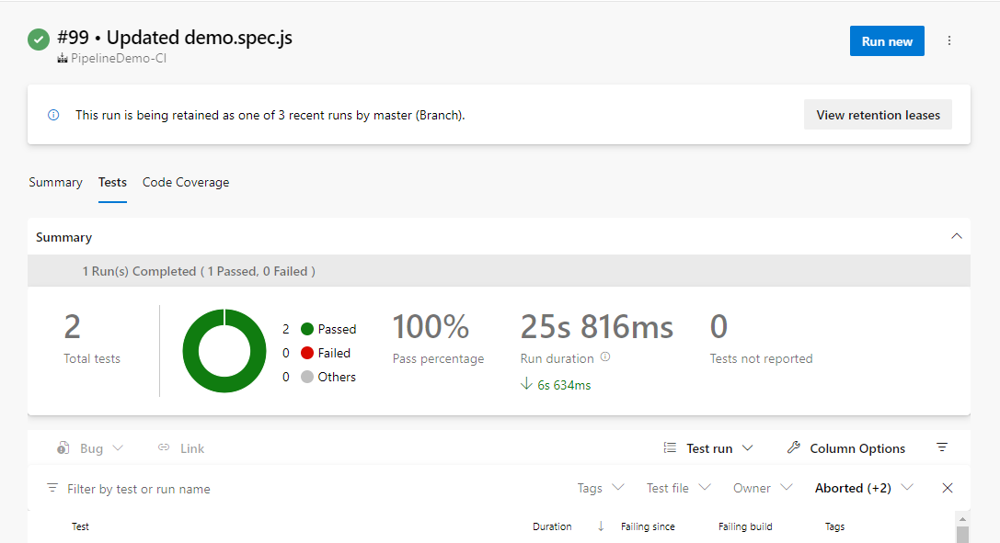 #99 • Updated demo.spec.js
PipelineDemo-CI
Run new
This run is being retained as one of 3 recent runs by master (Branch).
View retention leases
Summary Tests Code Coverage
Summary
1 Run(s) Completed ( 1 Passed, 0 Failed )
2
Total tests
2 Passed
0 Failed
0 Others
100%
Pass percentage
25s 816ms
Run duration
6s 634ms
0
Tests not reported
Bug Link Test run Column Options
Filter by test or run name Tags Test file Owner Aborted (+2)
Test Duration Failing since Failing build Tags